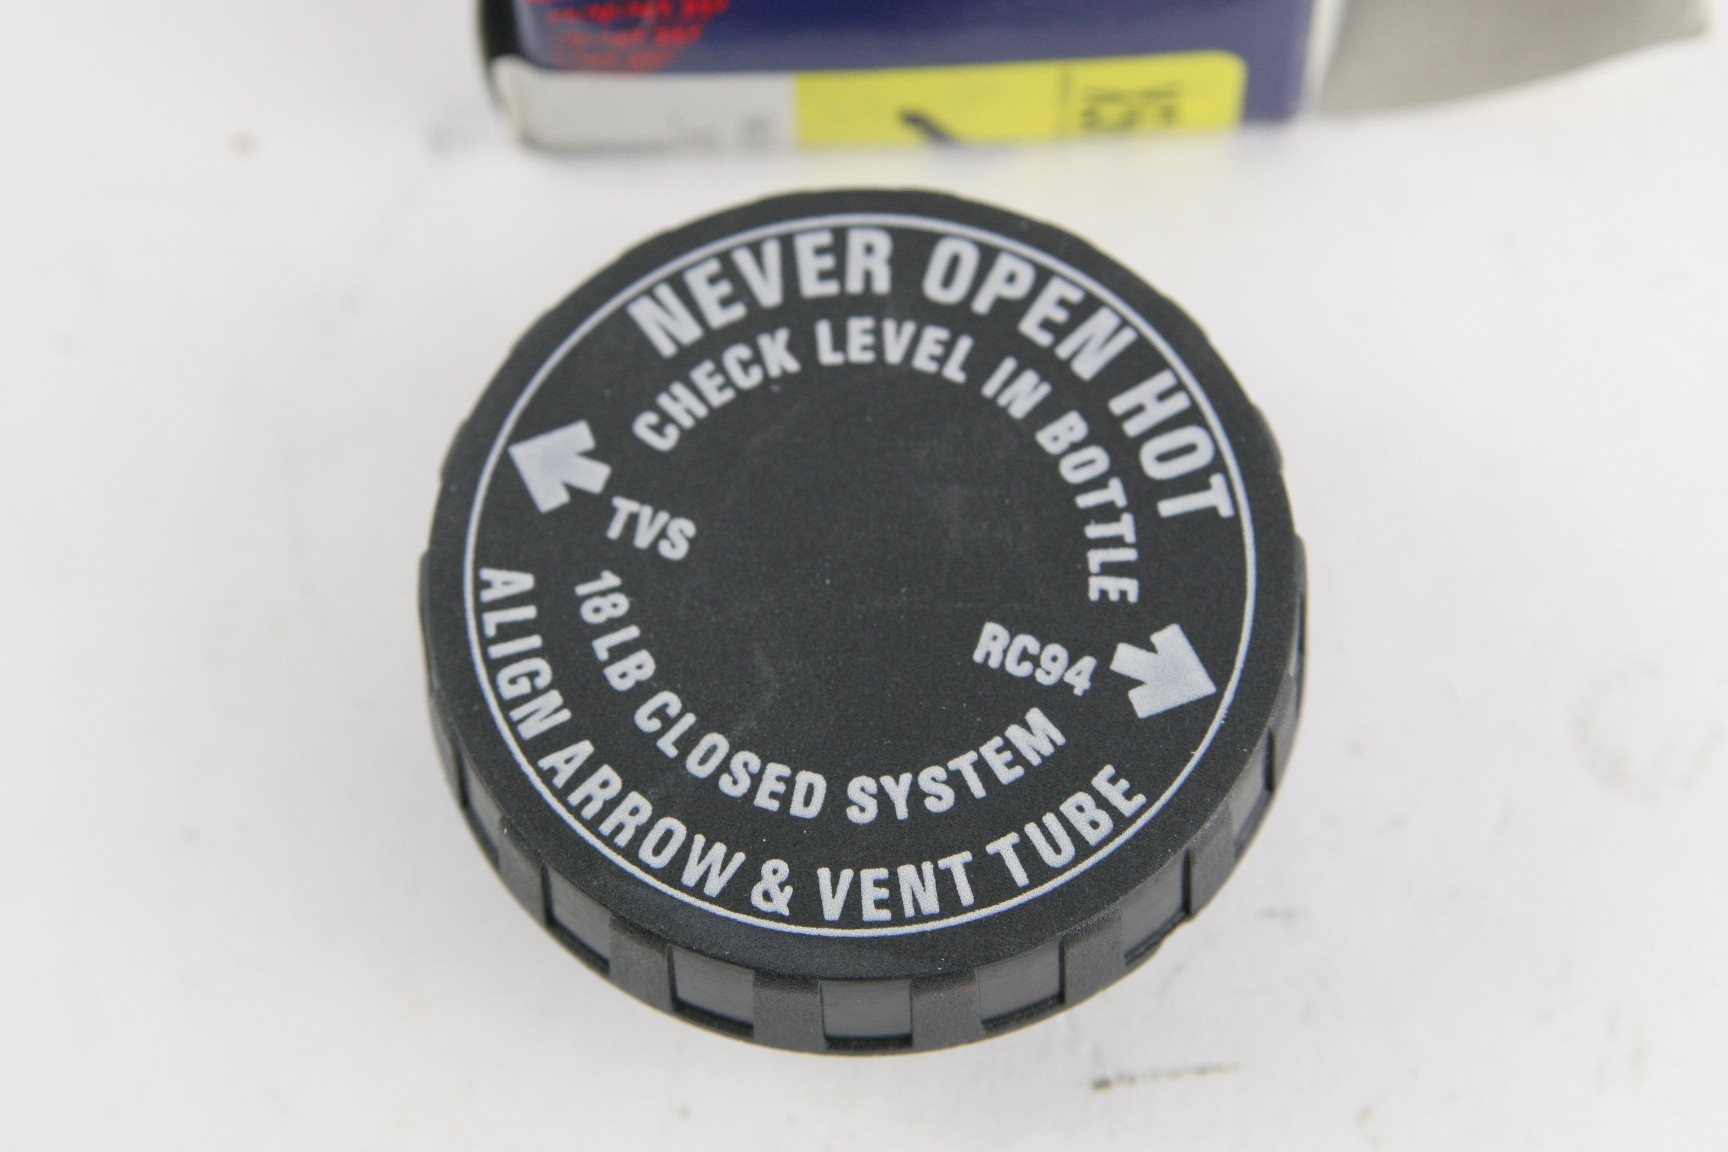 NEVER OPEN HOT
CHECK LEVEL IN BOTTLE
TVS
RC94
18 LB CLOSED SYSTEM
ALIGN ARROW & VENT TUBE